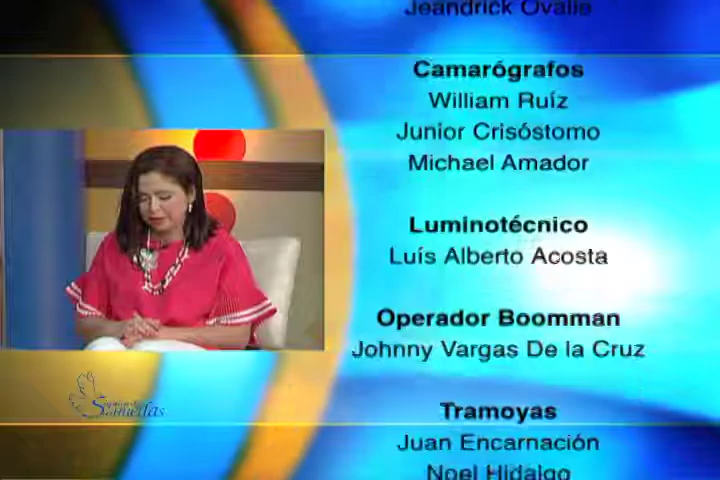 Jeandrick Ovalle
Camarógrafos
William Ruíz
Junior Crisóstomo
Michael Amador
Luminotécnico
Luís Alberto Acosta
Operador Boomman
Johnny Vargas De la Cruz
Tramoyas
Juan Encarnación
Noel Hidalgo